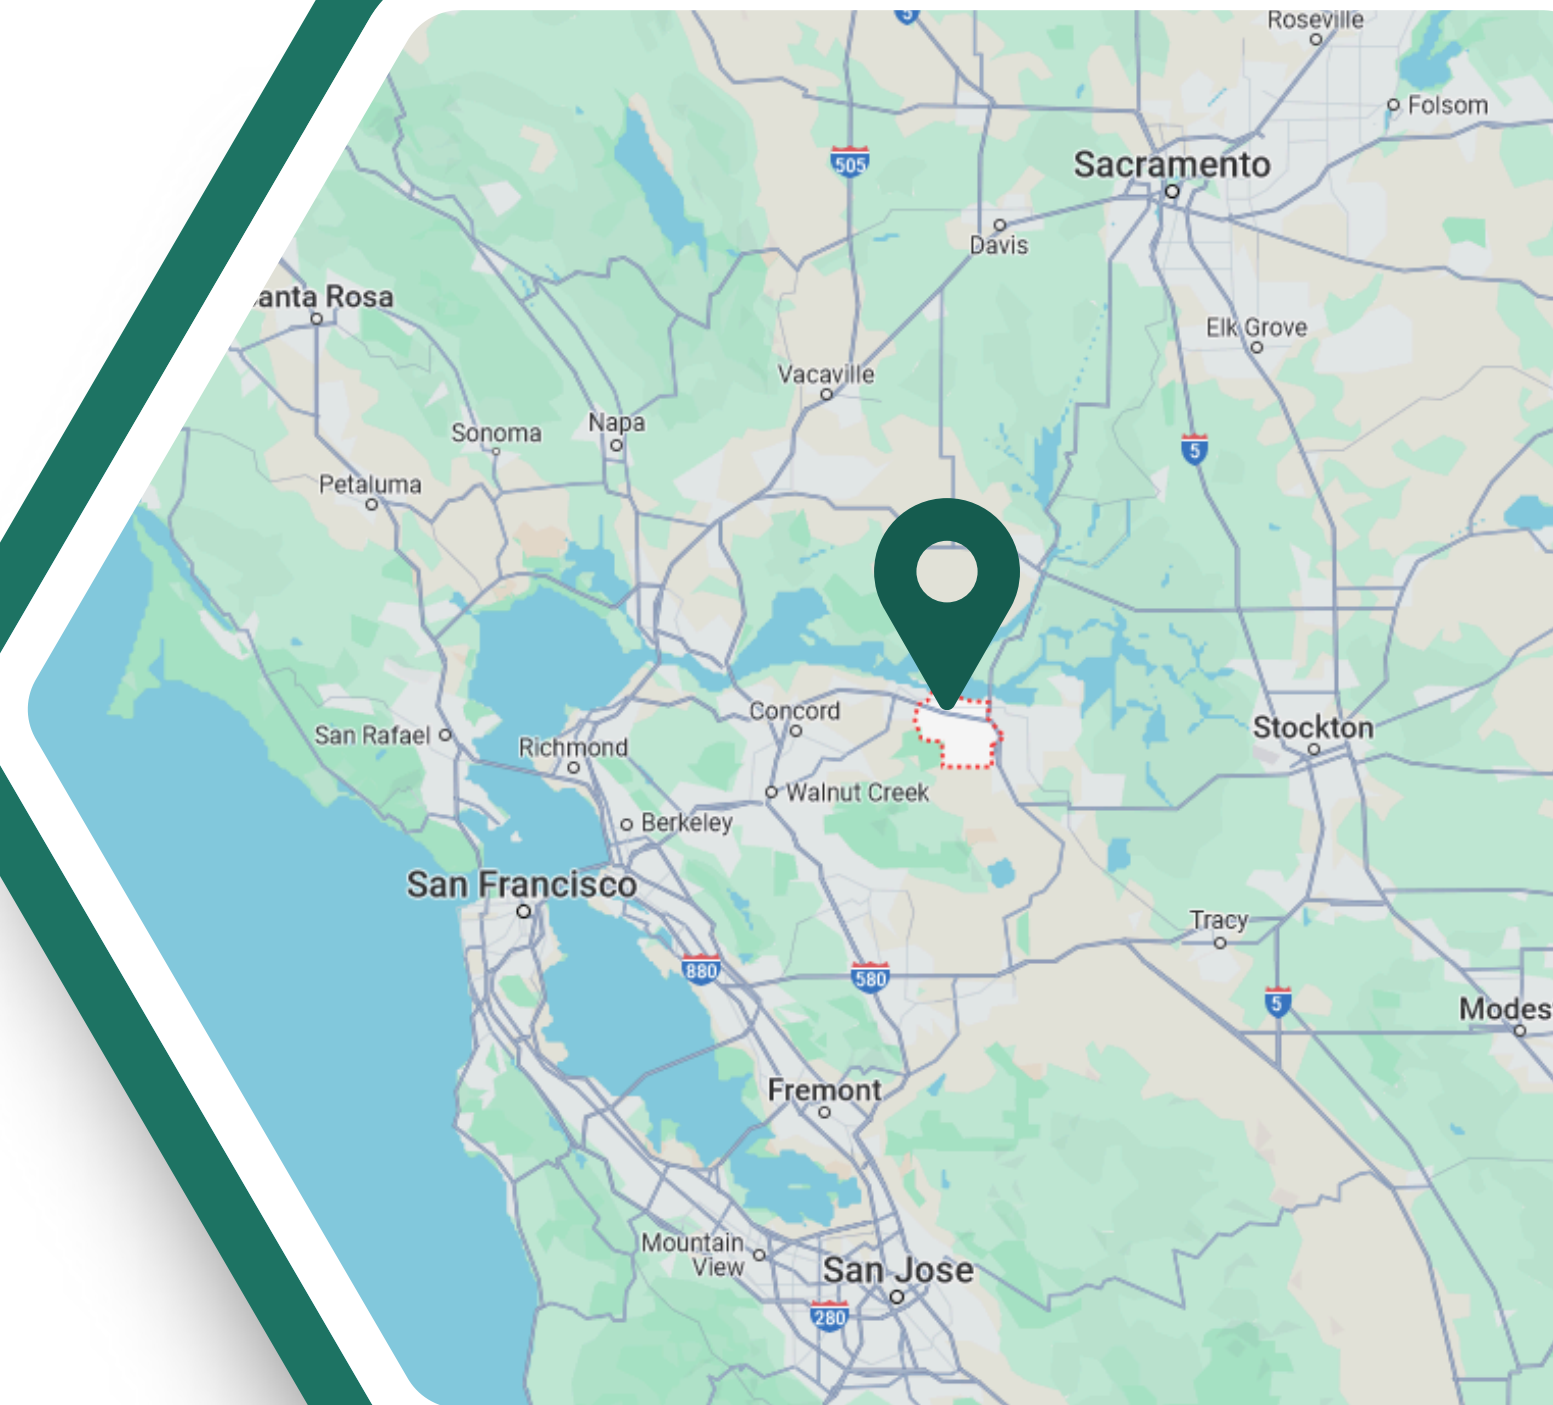 5
Roseville
Folsom
505
Sacramento
Davis
anta Rosa
Elk Grove
Vacaville
Napa
Sonoma
5
Petaluma
Concord
San Rafael
Richmond
Stockton
Walnut Creek
Berkeley
San Francisco
Tracy
880
580
5
Modes
Fremont
Mountain
View
San Jose
280